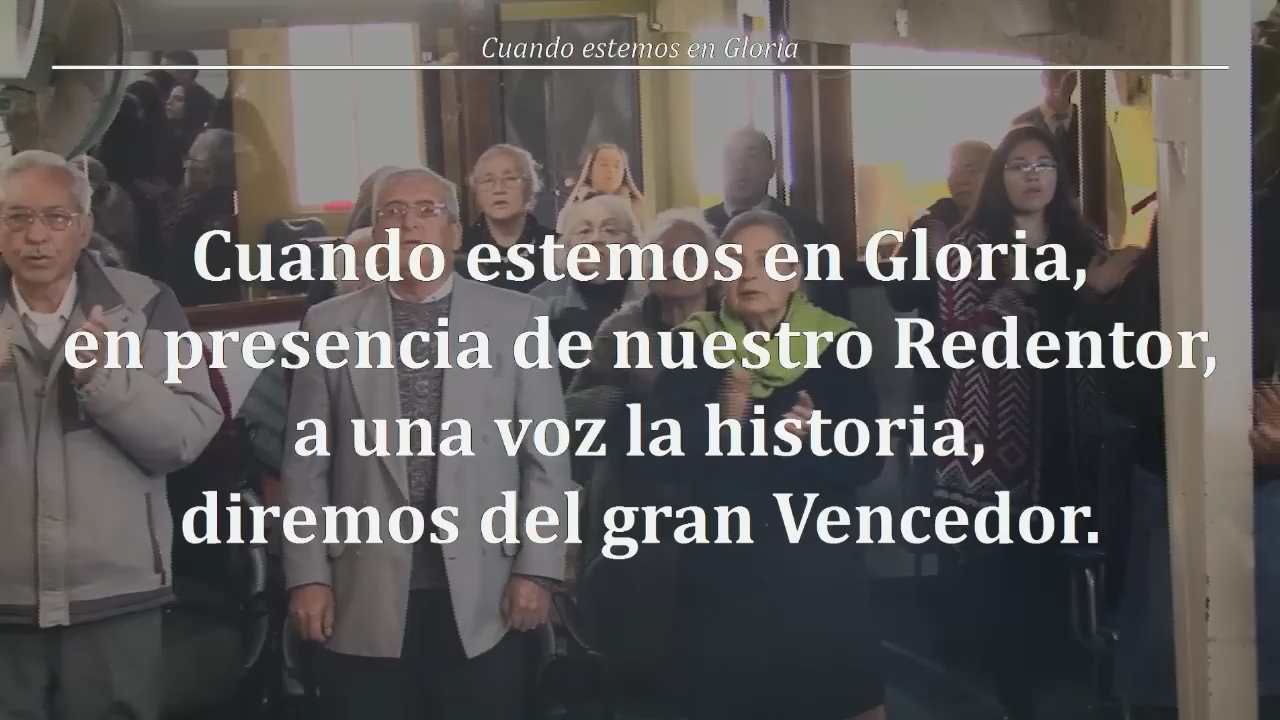 Cuando estemos en Gloria
Cuando estemos en Gloria,
en presencia de nuestro Redentor,
a una voz la historia,
diremos del gran Vencedor.